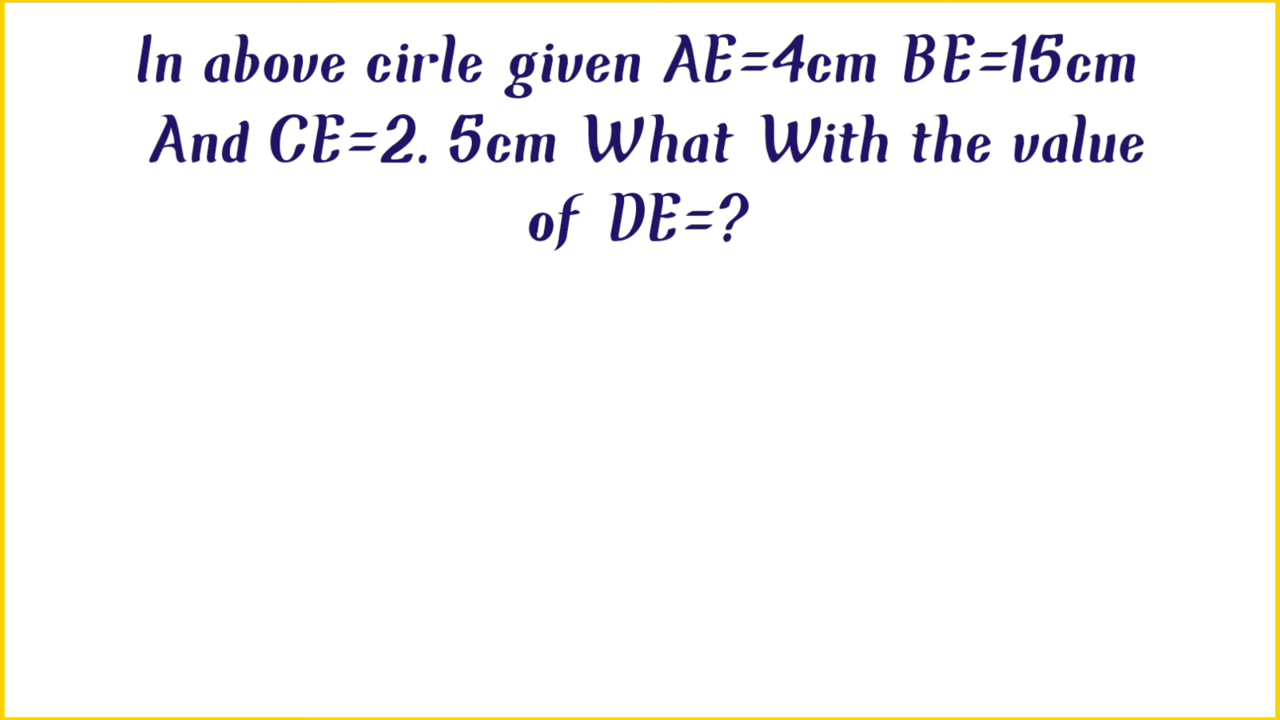 In above cirle given AE=4cm BE=15cm
And CE=2. 5cm What With the value
of DE=?